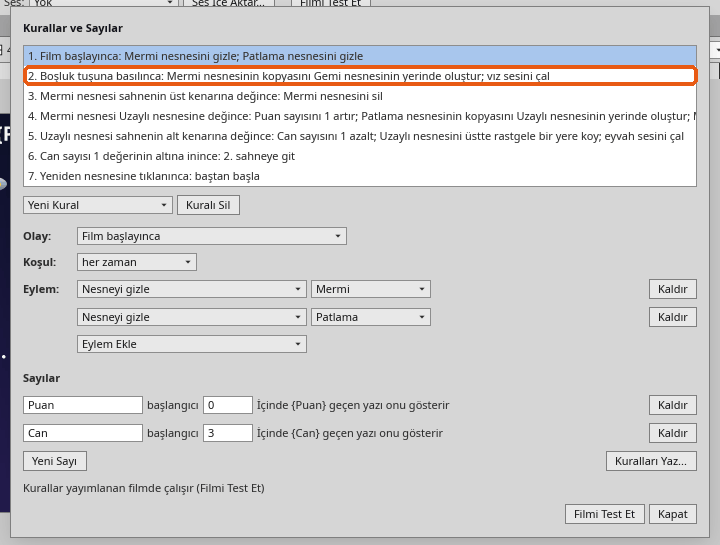 Ses:
Yok
Ses İçe Aktar...
Filmi Test Et
Kurallar ve Sayılar
1. Film başlayınca: Mermi nesnesini gizle; Patlama nesnesini gizle
2. Boşluk tuşuna basılınca: Mermi nesnesinin kopyasını Gemi nesnesinin yerinde oluştur; vız sesini çal
3. Mermi nesnesi sahnenin üst kenarına değince: Mermi nesnesini sil
4. Mermi nesnesi Uzaylı nesnesine değince: Puan sayısını 1 artır; Patlama nesnesinin kopyasını Uzaylı nesnesinin yerinde oluştur;
5. Uzaylı nesnesi sahnenin alt kenarına değince: Can sayısını 1 azalt; Uzaylı nesnesini üstte rastgele bir yere koy; eyvah sesini çal
6. Can sayısı 1 değerinin altına inince: 2. sahneye git
7. Yeniden nesnesine tıklanınca: baştan başla
Yeni Kural Kuralı Sil
Olay: Film başlayınca
Koşul: her zaman
Eylem: Nesneyi gizle Mermi Kaldır
Nesneyi gizle Patlama Kaldır
Eylem Ekle
Sayılar
Puan başlangıcı 0 İçinde {Puan} geçen yazı onu gösterir Kaldır
Can başlangıcı 3 İçinde {Can} geçen yazı onu gösterir Kaldır
Yeni Sayı Kuralları Yaz...
Kurallar yayımlanan filmde çalışır (Filmi Test Et)
Filmi Test Et Kapat